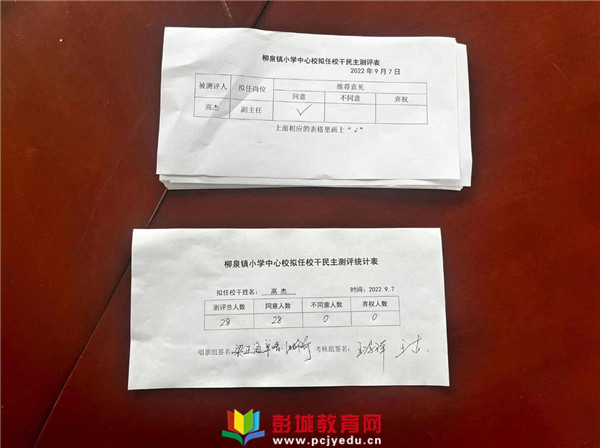 柳泉镇小学中心校拟任校干民主测评表
2022年9月7日
被测评人 拟任岗位 推荐意见
同意 不同意 弃权
高杰 副主任 ✓
上面相应的表格里画上“✓”
柳泉镇小学中心校拟任校干民主测评统计表
拟任校干姓名: 高杰 时间:2022.9.7
测评总人数 同意人数 不同意人数 弃权人数
28 28 0 0
唱票组签名: 考核组签名:
彭城教育网
www.pcjyedu.cn